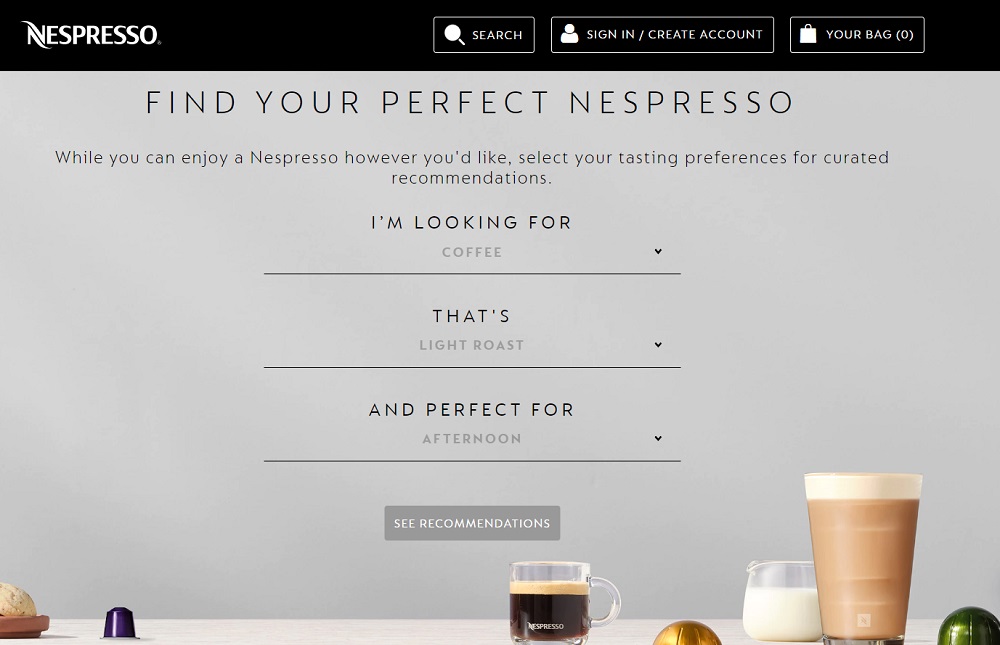 NESPRESSO
SEARCH
SIGN IN / CREATE ACCOUNT
YOUR BAG (0)
FIND YOUR PERFECT NESPRESSO
While you can enjoy a Nespresso however you'd like, select your tasting preferences for curated
recommendations.
I'M LOOKING FOR
COFFEE
THAT'S
LIGHT ROAST
AND PERFECT FOR
AFTERNOON
SEE RECOMMENDATIONS
NESPRESSO
N